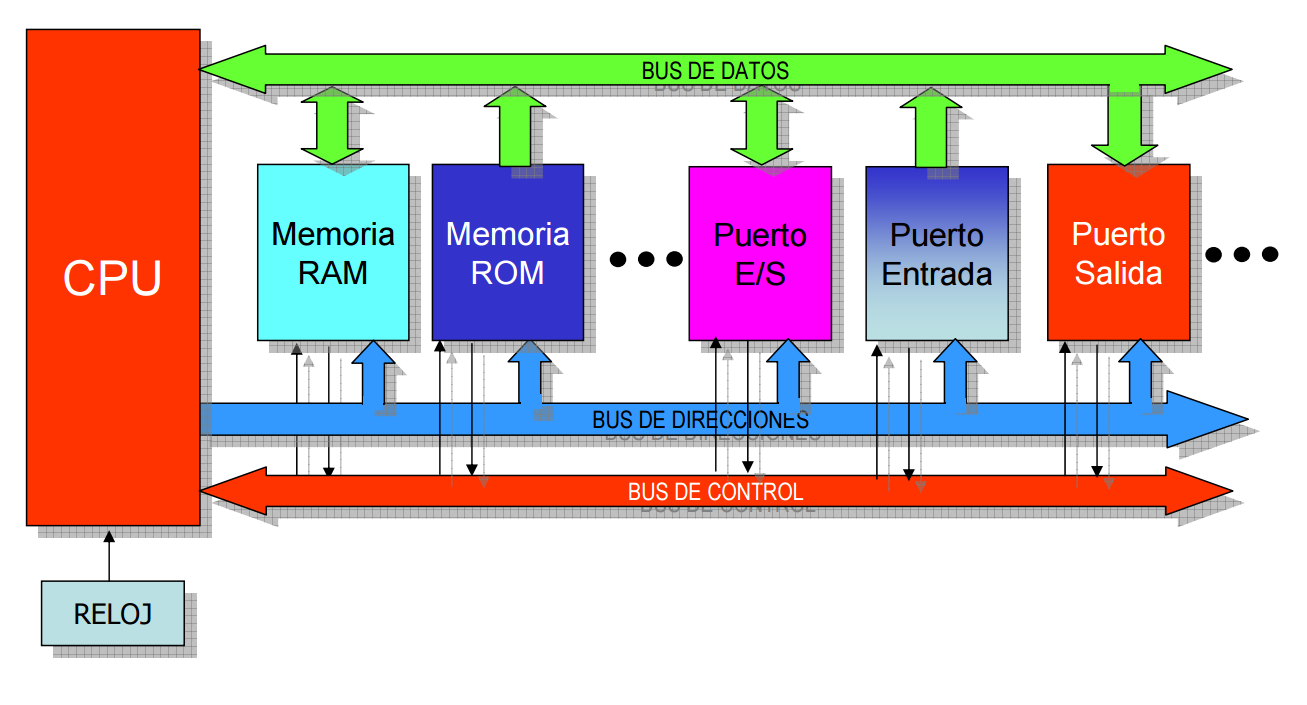 BUS DE DATOS
CPU
Memoria
RAM
Memoria
ROM
Puerto
E/S
Puerto
Entrada
Puerto
Salida
BUS DE DIRECCIONES
BUS DE CONTROL
RELOJ